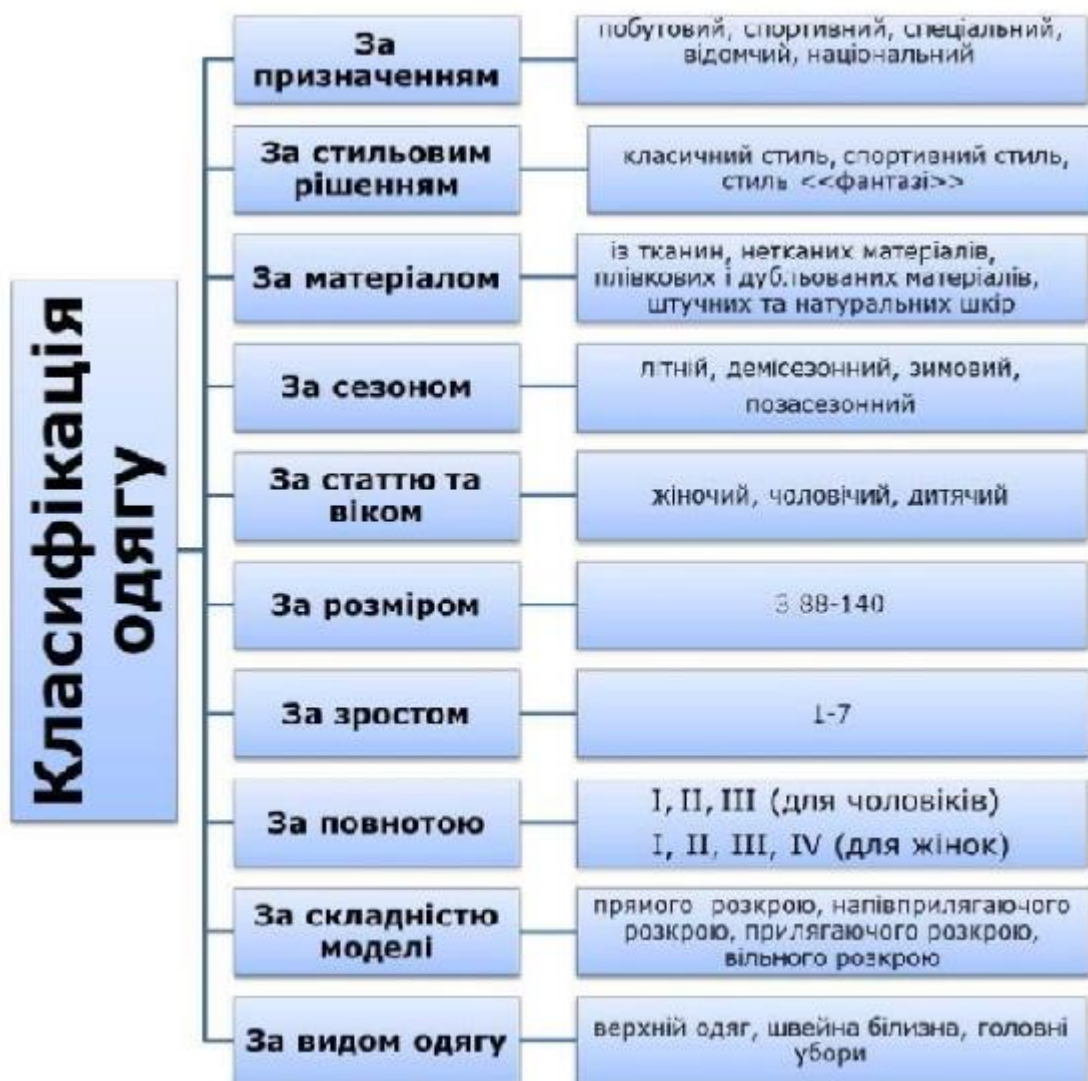 Класифікація
одягу
За
призначенням
побутовий, спортивний, спеціальний,
відомчий, національний
За стильовим
рішенням
класичний стиль, спортивний стиль,
стиль <<фантазі>>
За матеріалом
із тканин, нетканих матеріалів,
плівкових і дубльованих матеріалів,
штучних та натуральних шкір
За сезоном
літній, демісезонний, зимовий,
позасезонний
За статтю та
віком
жіночий, чоловічий, дитячий
За розміром
З 88-140
За зростом
1-7
За повнотою
I, II, III (для чоловіків)
I, II, III, IV (для жінок)
За складністю
моделі
прямого розкрою, напівприлягаючого
розкрою, прилягаючого розкрою,
вільного розкрою
За видом одягу
верхній одяг, швейна білизна, головні
убори